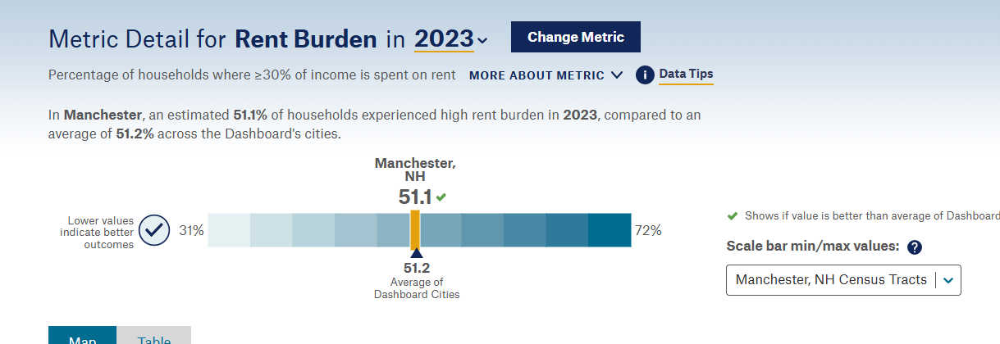 Metric Detail for Rent Burden in 2023
Change Metric
Percentage of households where ≥30% of income is spent on rent
MORE ABOUT METRIC
i Data Tips
In Manchester, an estimated 51.1% of households experienced high rent burden in 2023, compared to an
average of 51.2% across the Dashboard's cities.
Manchester,
NH
51.1
Lower values
indicate better
outcomes
31%
72%
51.2
Average of
Dashboard Cities
Shows if value is better than average of Dashboard
Scale bar min/max values: ?
Manchester, NH Census Tracts
Map
Table